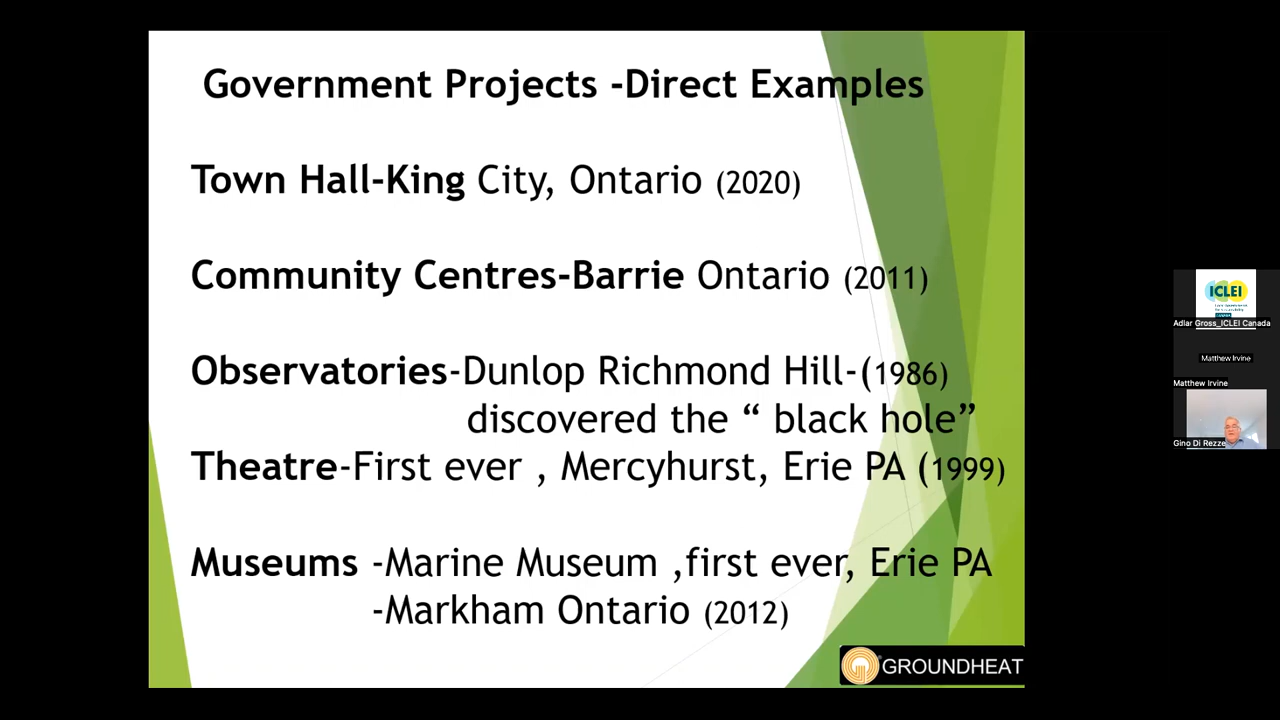 Government Projects -Direct Examples
Town Hall-King City, Ontario (2020)
Community Centres-Barrie Ontario (2011)
Observatories-Dunlop Richmond Hill-(1986)
discovered the “ black hole”
Theatre-First ever , Mercyhurst, Erie PA (1999)
Museums -Marine Museum ,first ever, Erie PA
-Markham Ontario (2012)
GROUNDHEAT
ICLEI
Adlar Gross_ICLEI Canada
Matthew Irvine
Matthew Irvine
Gino Di Rezze